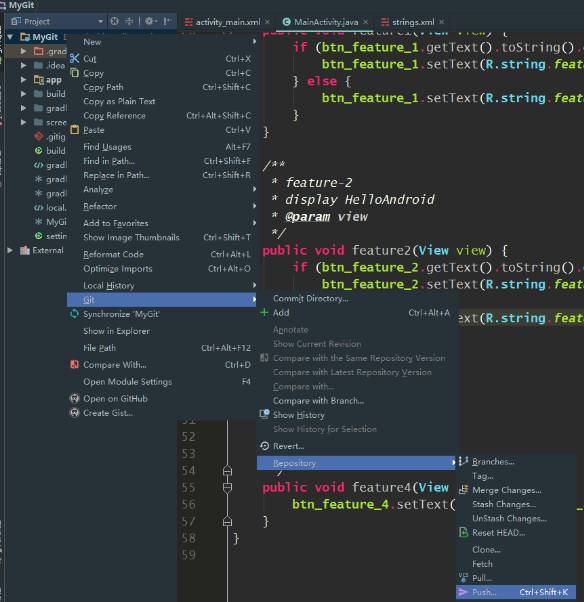 MyGit
Project
activity_main.xml
MainActivity.java
strings.xml
MyGit
.grad
.idea
app
build
gradl
scree
.gitig
build
gradl
gradl
local.
MyGi
settin
External
New
Cut Ctrl+X
Copy Ctrl+C
Copy Path Ctrl+Shift+C
Copy as Plain Text
Copy Reference Ctrl+Alt+Shift+C
Paste Ctrl+V
Find Usages Alt+F7
Find in Path... Ctrl+Shift+F
Replace in Path... Ctrl+Shift+R
Analyze
Refactor
Add to Favorites
Show Image Thumbnails Ctrl+Shift+T
Reformat Code Ctrl+Alt+L
Optimize Imports Ctrl+Alt+O
Local History
Git
Synchronize 'MyGit'
Show in Explorer
File Path Ctrl+Alt+F12
Compare With... Ctrl+D
Open Module Settings F4
Open on GitHub
Create Gist...
public void feature1(View view) {
if (btn_feature_1.getText().toString().
btn_feature_1.setText(R.string.feat
} else {
btn_feature_1.setText(R.string.feat
}
}
/**
* feature-2
* display HelloAndroid
* @param view
*/
public void feature2(View view) {
if (btn_feature_2.getText().toString().
btn_feature_2.setText(R.string.feat
ext(R.string.feat
Commit Directory...
Add Ctrl+Alt+A
Annotate
Show Current Revision
Compare with the Same Repository Version
Compare with Latest Repository Version
Compare with...
Compare with Branch...
Show History
Show History for Selection
Revert...
Repository
Branches...
Tag...
Merge Changes...
Stash Changes...
UnStash Changes...
Reset HEAD...
Clone...
Fetch
Pull...
Push... Ctrl+Shift+K
52
53
54 */
55 public void feature4(View
56 btn_feature_4.setText(
57 }
58 }
59